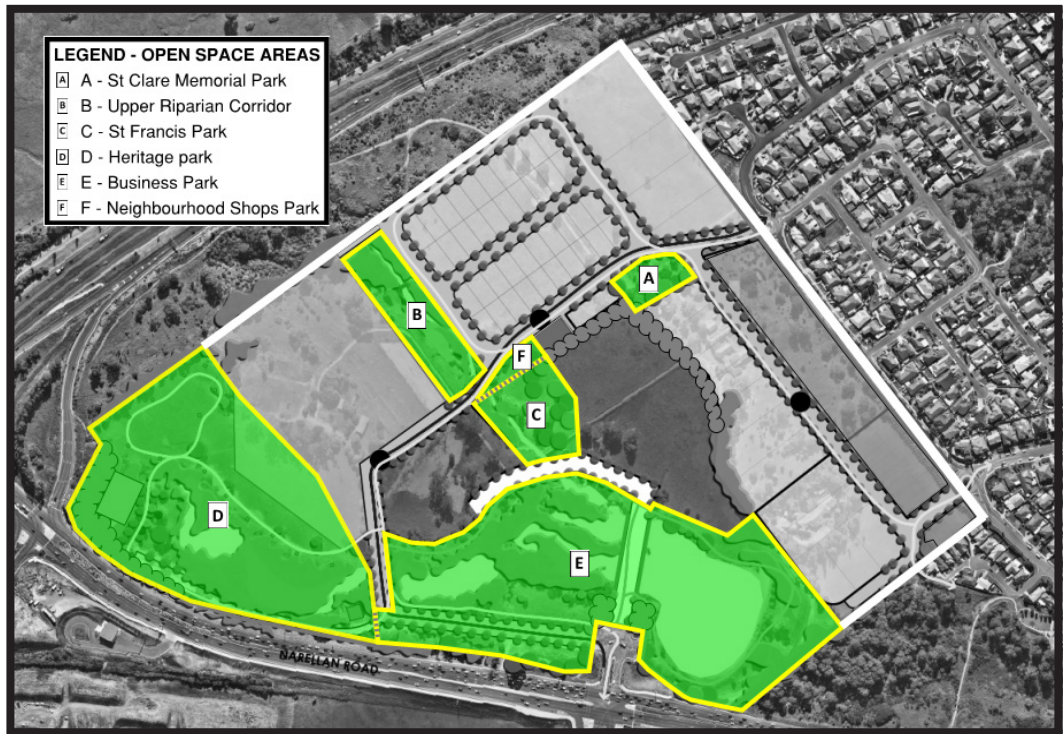 LEGEND - OPEN SPACE AREAS
A A - St Clare Memorial Park
B B - Upper Riparian Corridor
C C - St Francis Park
D D - Heritage park
E E - Business Park
F F - Neighbourhood Shops Park
A
B
F
C
D
E
NARELLAN ROAD